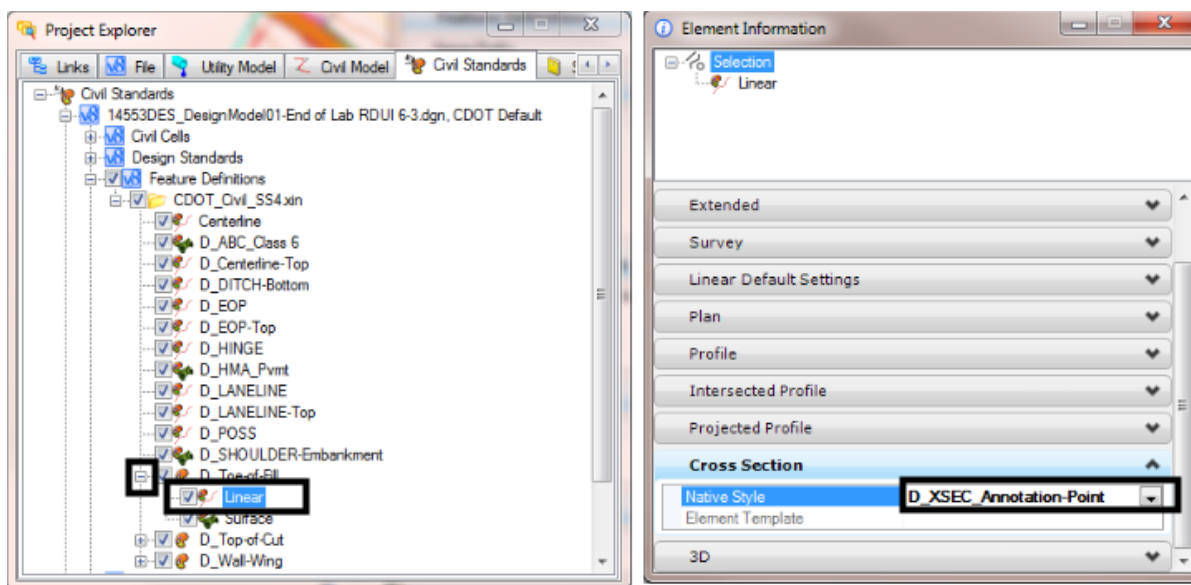 Project Explorer
Links File Utility Model Civil Model Civil Standards
Civil Standards
14553DES_DesignModel01-End of Lab RDUI 6-3.dgn, CDOT Default
Civil Cells
Design Standards
Feature Definitions
CDOT_Civil_SS4.xin
Centerline
D_ABC_Class 6
D_Centerline-Top
D_DITCH-Bottom
D_EOP
D_EOP-Top
D_HINGE
D_HMA_Pvmt
D_LANELINE
D_LANELINE-Top
D_POSS
D_SHOULDER-Embankment
D_Toe-of-Fill
Linear
Surface
D_Top-of-Cut
D_Wall-Wing
Element Information
Selection
Linear
Extended
Survey
Linear Default Settings
Plan
Profile
Intersected Profile
Projected Profile
Cross Section
Native Style D_XSEC_Annotation-Point
Element Template
3D